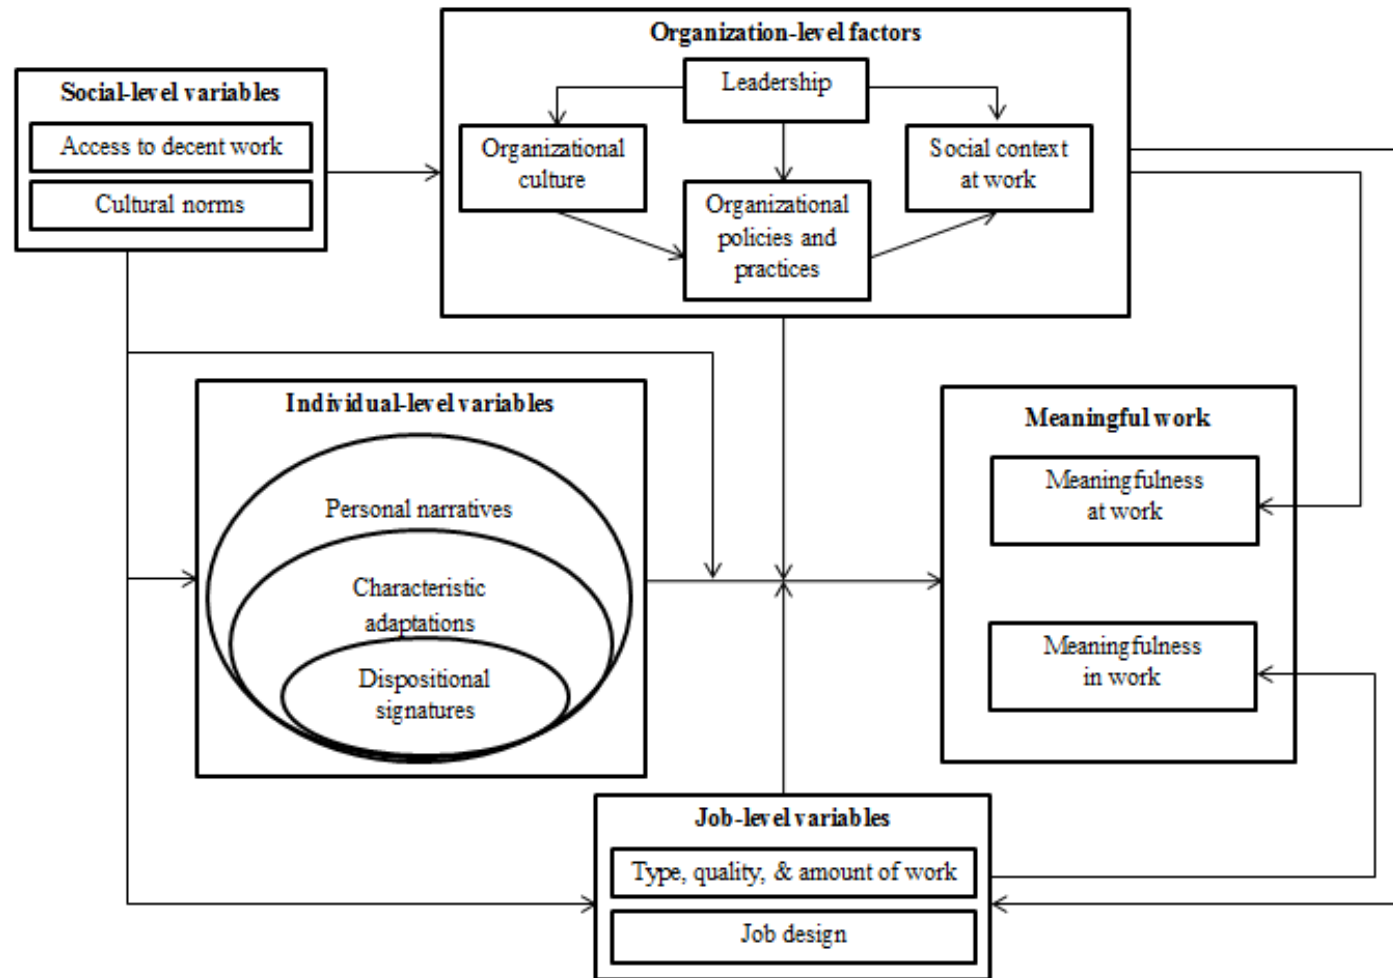 Organization-level factors
Leadership
Organizational
culture
Social context
at work
Organizational
policies and
practices
Social-level variables
Access to decent work
Cultural norms
Individual-level variables
Personal narratives
Characteristic
adaptations
Dispositional
signatures
Meaningful work
Meaningfulness
at work
Meaningfulness
in work
Job-level variables
Type, quality, & amount of work
Job design